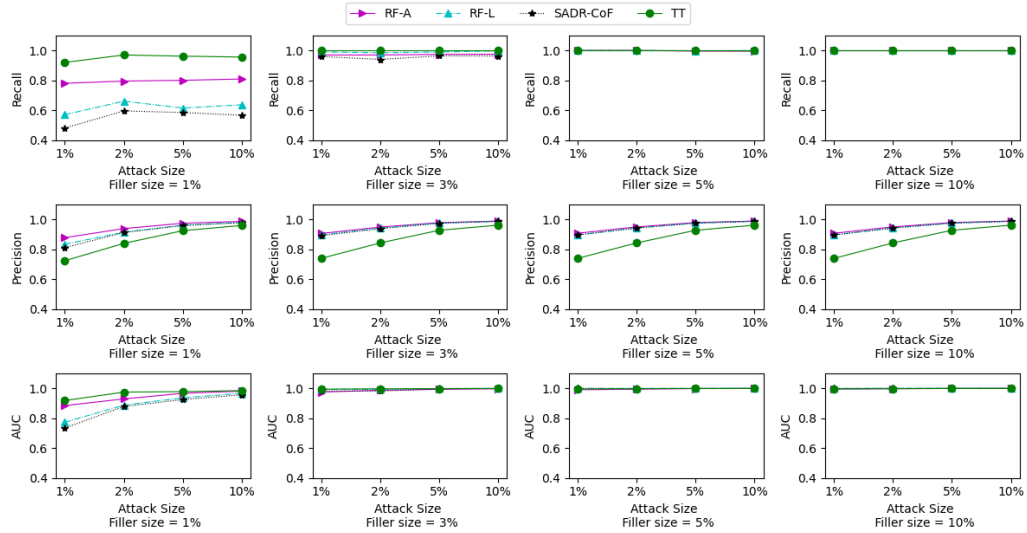 RF-A RF-L SADR-CoF TT
1.0 0.8 0.6 0.4 Recall 1% 2% 5% 10% Attack Size Filler size = 1%
1.0 0.8 0.6 0.4 Recall 1% 2% 5% 10% Attack Size Filler size = 3%
1.0 0.8 0.6 0.4 Recall 1% 2% 5% 10% Attack Size Filler size = 5%
1.0 0.8 0.6 0.4 Recall 1% 2% 5% 10% Attack Size Filler size = 10%
1.0 0.8 0.6 0.4 Precision 1% 2% 5% 10% Attack Size Filler size = 1%
1.0 0.8 0.6 0.4 Precision 1% 2% 5% 10% Attack Size Filler size = 3%
1.0 0.8 0.6 0.4 Precision 1% 2% 5% 10% Attack Size Filler size = 5%
1.0 0.8 0.6 0.4 Precision 1% 2% 5% 10% Attack Size Filler size = 10%
1.0 0.8 0.6 0.4 AUC 1% 2% 5% 10% Attack Size Filler size = 1%
1.0 0.8 0.6 0.4 AUC 1% 2% 5% 10% Attack Size Filler size = 3%
1.0 0.8 0.6 0.4 AUC 1% 2% 5% 10% Attack Size Filler size = 5%
1.0 0.8 0.6 0.4 AUC 1% 2% 5% 10% Attack Size Filler size = 10%